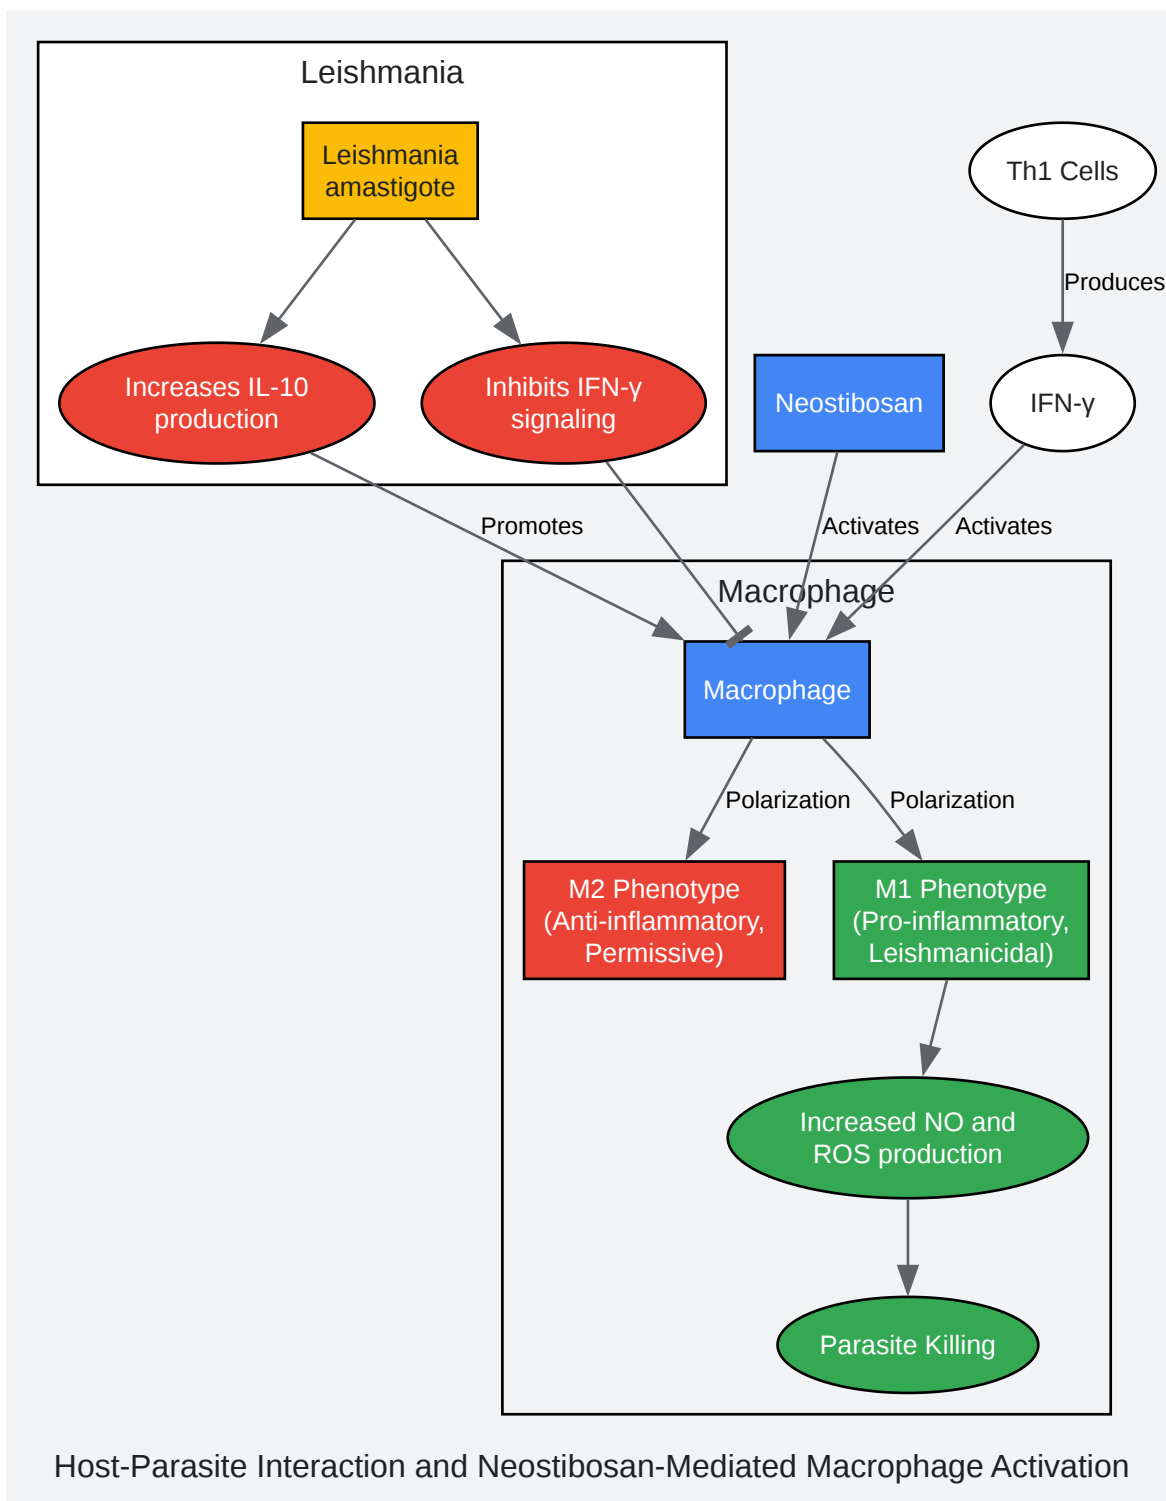 Leishmania
Leishmania
amastigote
Th1 Cells
Produces
Increases IL-10
production
Inhibits IFN-γ
signaling
Neostibosan
IFN-γ
Promotes
Activates
Activates
Macrophage
Macrophage
Polarization
Polarization
M2 Phenotype
(Anti-inflammatory,
Permissive)
M1 Phenotype
(Pro-inflammatory,
Leishmanicidal)
Increased NO and
ROS production
Parasite Killing
Host-Parasite Interaction and Neostibosan-Mediated Macrophage Activation